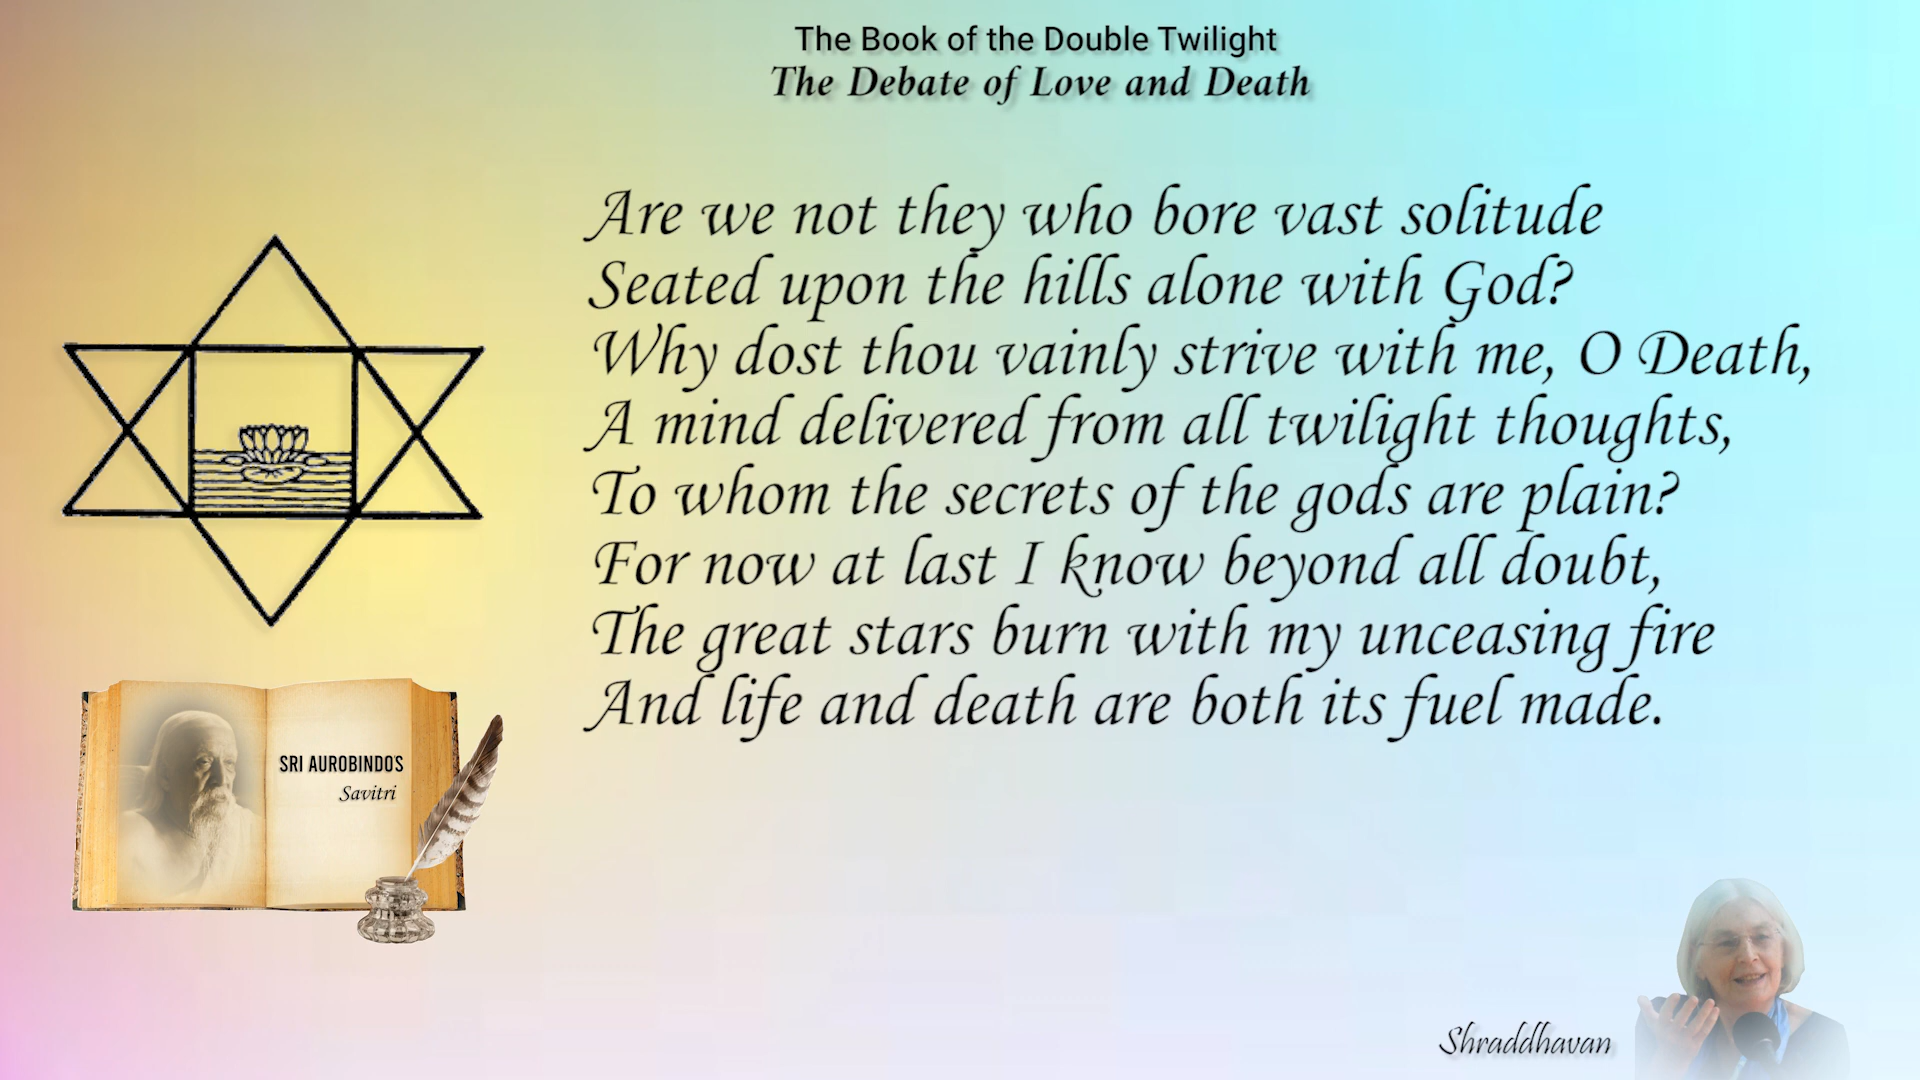 The Book of the Double Twilight
The Debate of Love and Death
Are we not they who bore vast solitude
Seated upon the hills alone with God?
Why dost thou vainly strive with me, O Death,
A mind delivered from all twilight thoughts,
To whom the secrets of the gods are plain?
For now at last I know beyond all doubt,
The great stars burn with my unceasing fire
And life and death are both its fuel made.
SRI AUROBINDO'S
Savitri
Shraddhavan